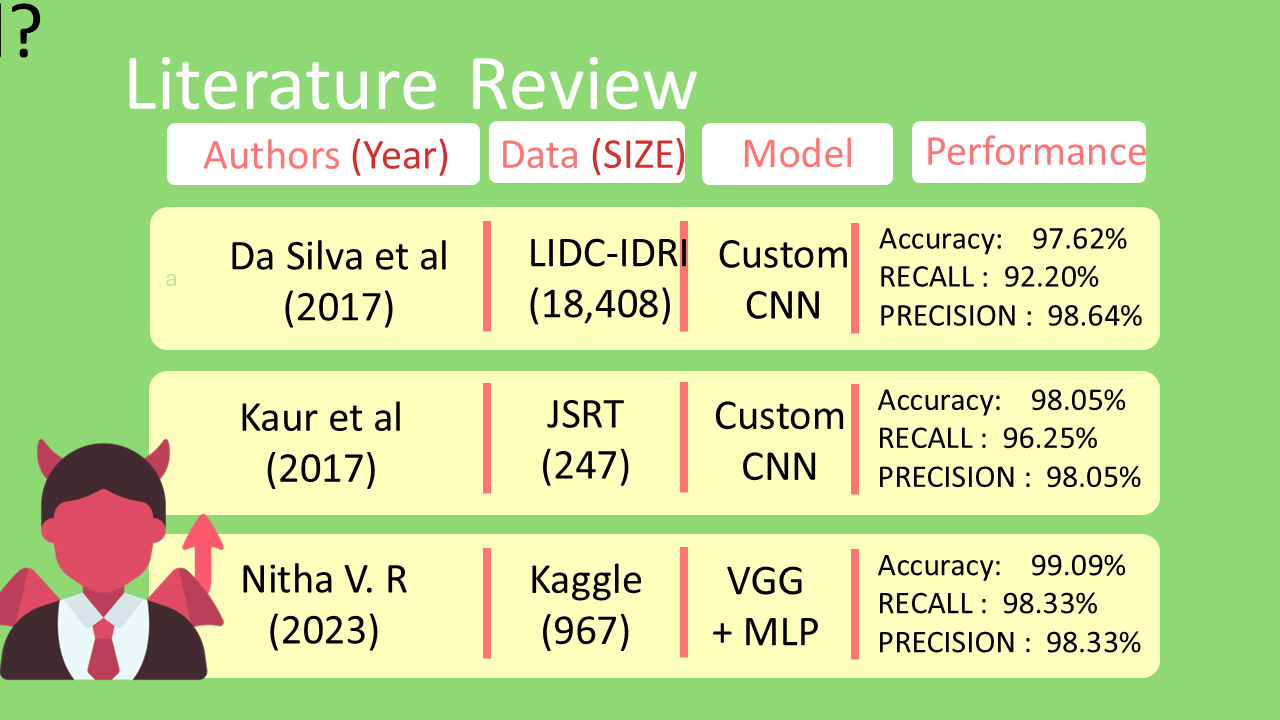 ?
Literature Review
Authors (Year) Data (SIZE) Model Performance
a
Da Silva et al
(2017)
LIDC-IDRI
(18,408)
Custom
CNN
Accuracy: 97.62%
RECALL : 92.20%
PRECISION : 98.64%
Kaur et al
(2017)
JSRT
(247)
Custom
CNN
Accuracy: 98.05%
RECALL : 96.25%
PRECISION : 98.05%
Nitha V. R
(2023)
Kaggle
(967)
VGG
+ MLP
Accuracy: 99.09%
RECALL : 98.33%
PRECISION : 98.33%